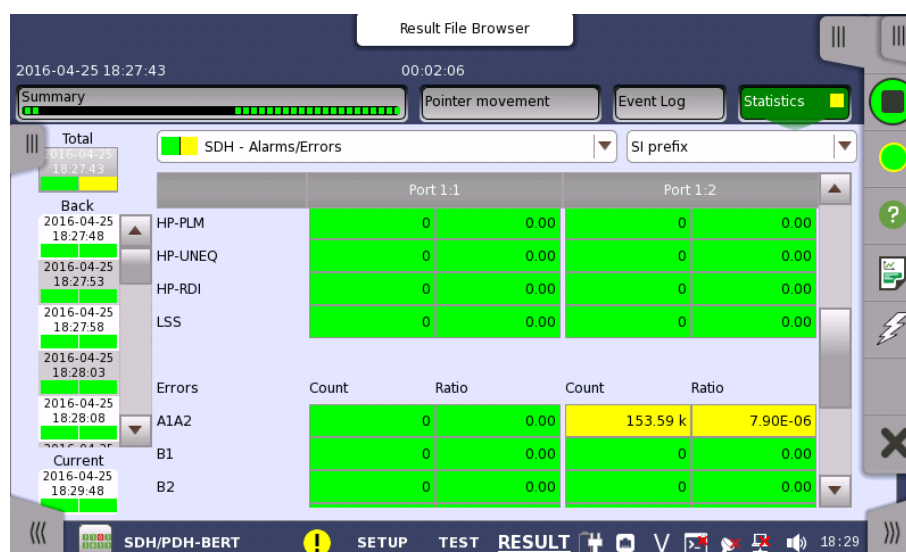 Result File Browser
2016-04-25 18:27:43 00:02:06
Summary Pointer movement Event Log Statistics
Total
2016-04-25
18:27:43
SDH - Alarms/Errors SI prefix
Port 1:1 Port 1:2
Back
2016-04-25
18:27:48
2016-04-25
18:27:53
2016-04-25
18:27:58
2016-04-25
18:28:03
2016-04-25
18:28:08
2016-04-25
Current
2016-04-25
18:29:48
HP-PLM 0 0.00 0 0.00
HP-UNEQ 0 0.00 0 0.00
HP-RDI 0 0.00 0 0.00
LSS 0 0.00 0 0.00
Errors Count Ratio Count Ratio
A1A2 0 0.00 153.59 k 7.90E-06
B1 0 0.00 0 0.00
B2 0 0.00 0 0.00
SDH/PDH-BERT SETUP TEST RESULT 18:29